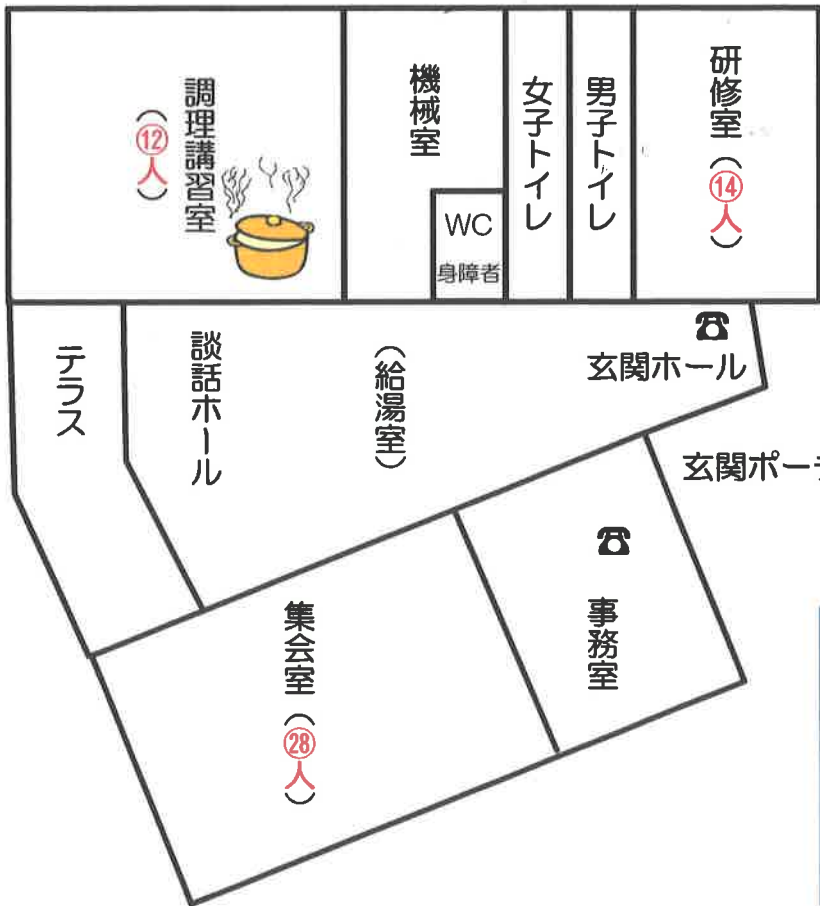 調理講習室
（⑫人）
機械室
WC
身障者
女子トイレ
男子トイレ
研修室（⑭人）
テラス
談話ホール
（給湯室）
玄関ホール
玄関ポー
集会室（㉘人）
事務室